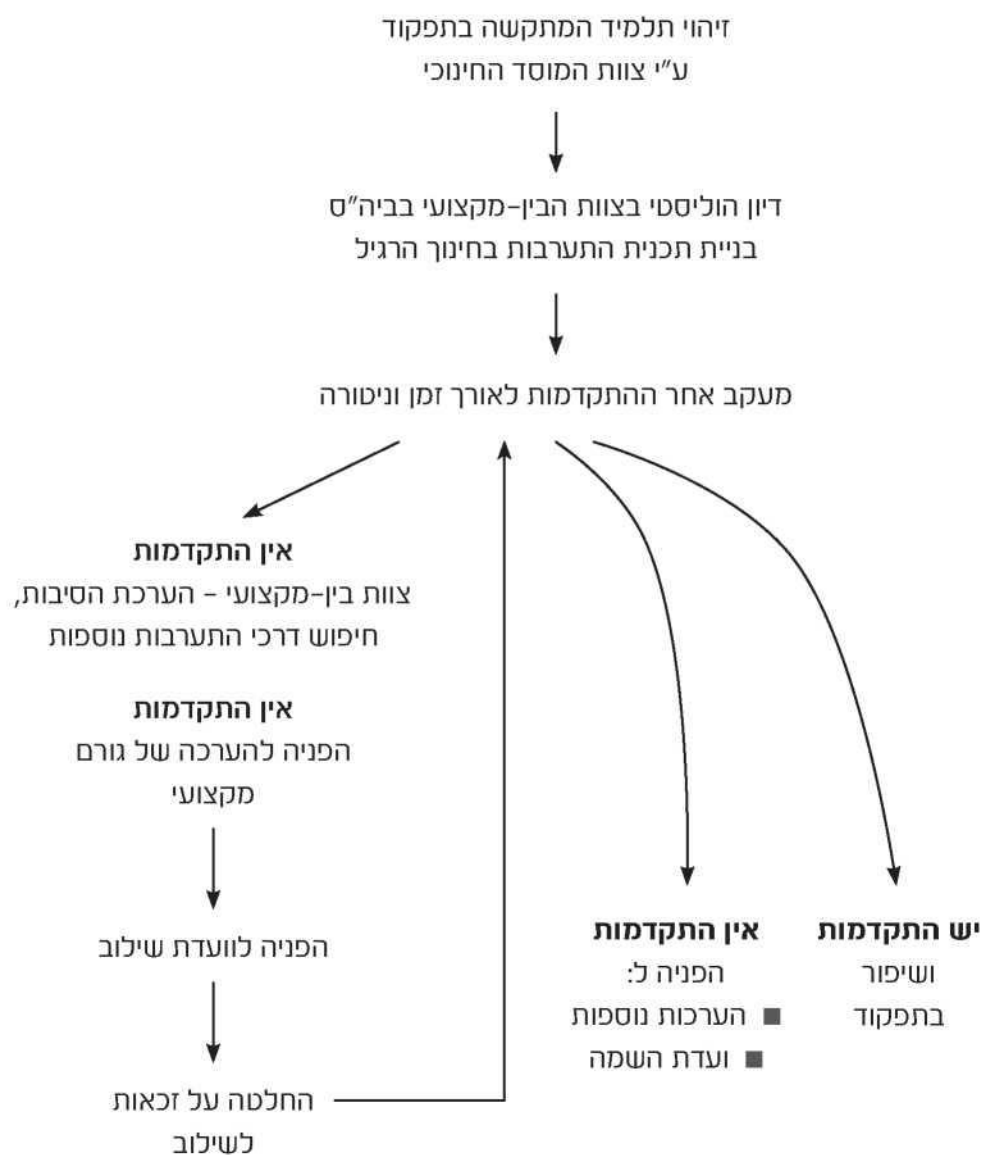 זיהוי תלמיד המתקשה בתפקוד
ע"י צוות המוסד החינוכי
דיון הוליסטי בצוות הבין-מקצועי בביה"ס
בניית תכנית התערבות בחינוך הרגיל
מעקב אחר ההתקדמות לאורך זמן וניטורה
אין התקדמות
צוות בין-מקצועי - הערכת הסיבות,
חיפוש דרכי התערבות נוספות
אין התקדמות
הפניה להערכה של גורם
מקצועי
הפניה לוועדת שילוב
החלטה על זכאות
לשילוב
אין התקדמות
הפניה ל:
■ הערכות נוספות
■ ועדת השמה
יש התקדמות
ושיפור
בתפקוד